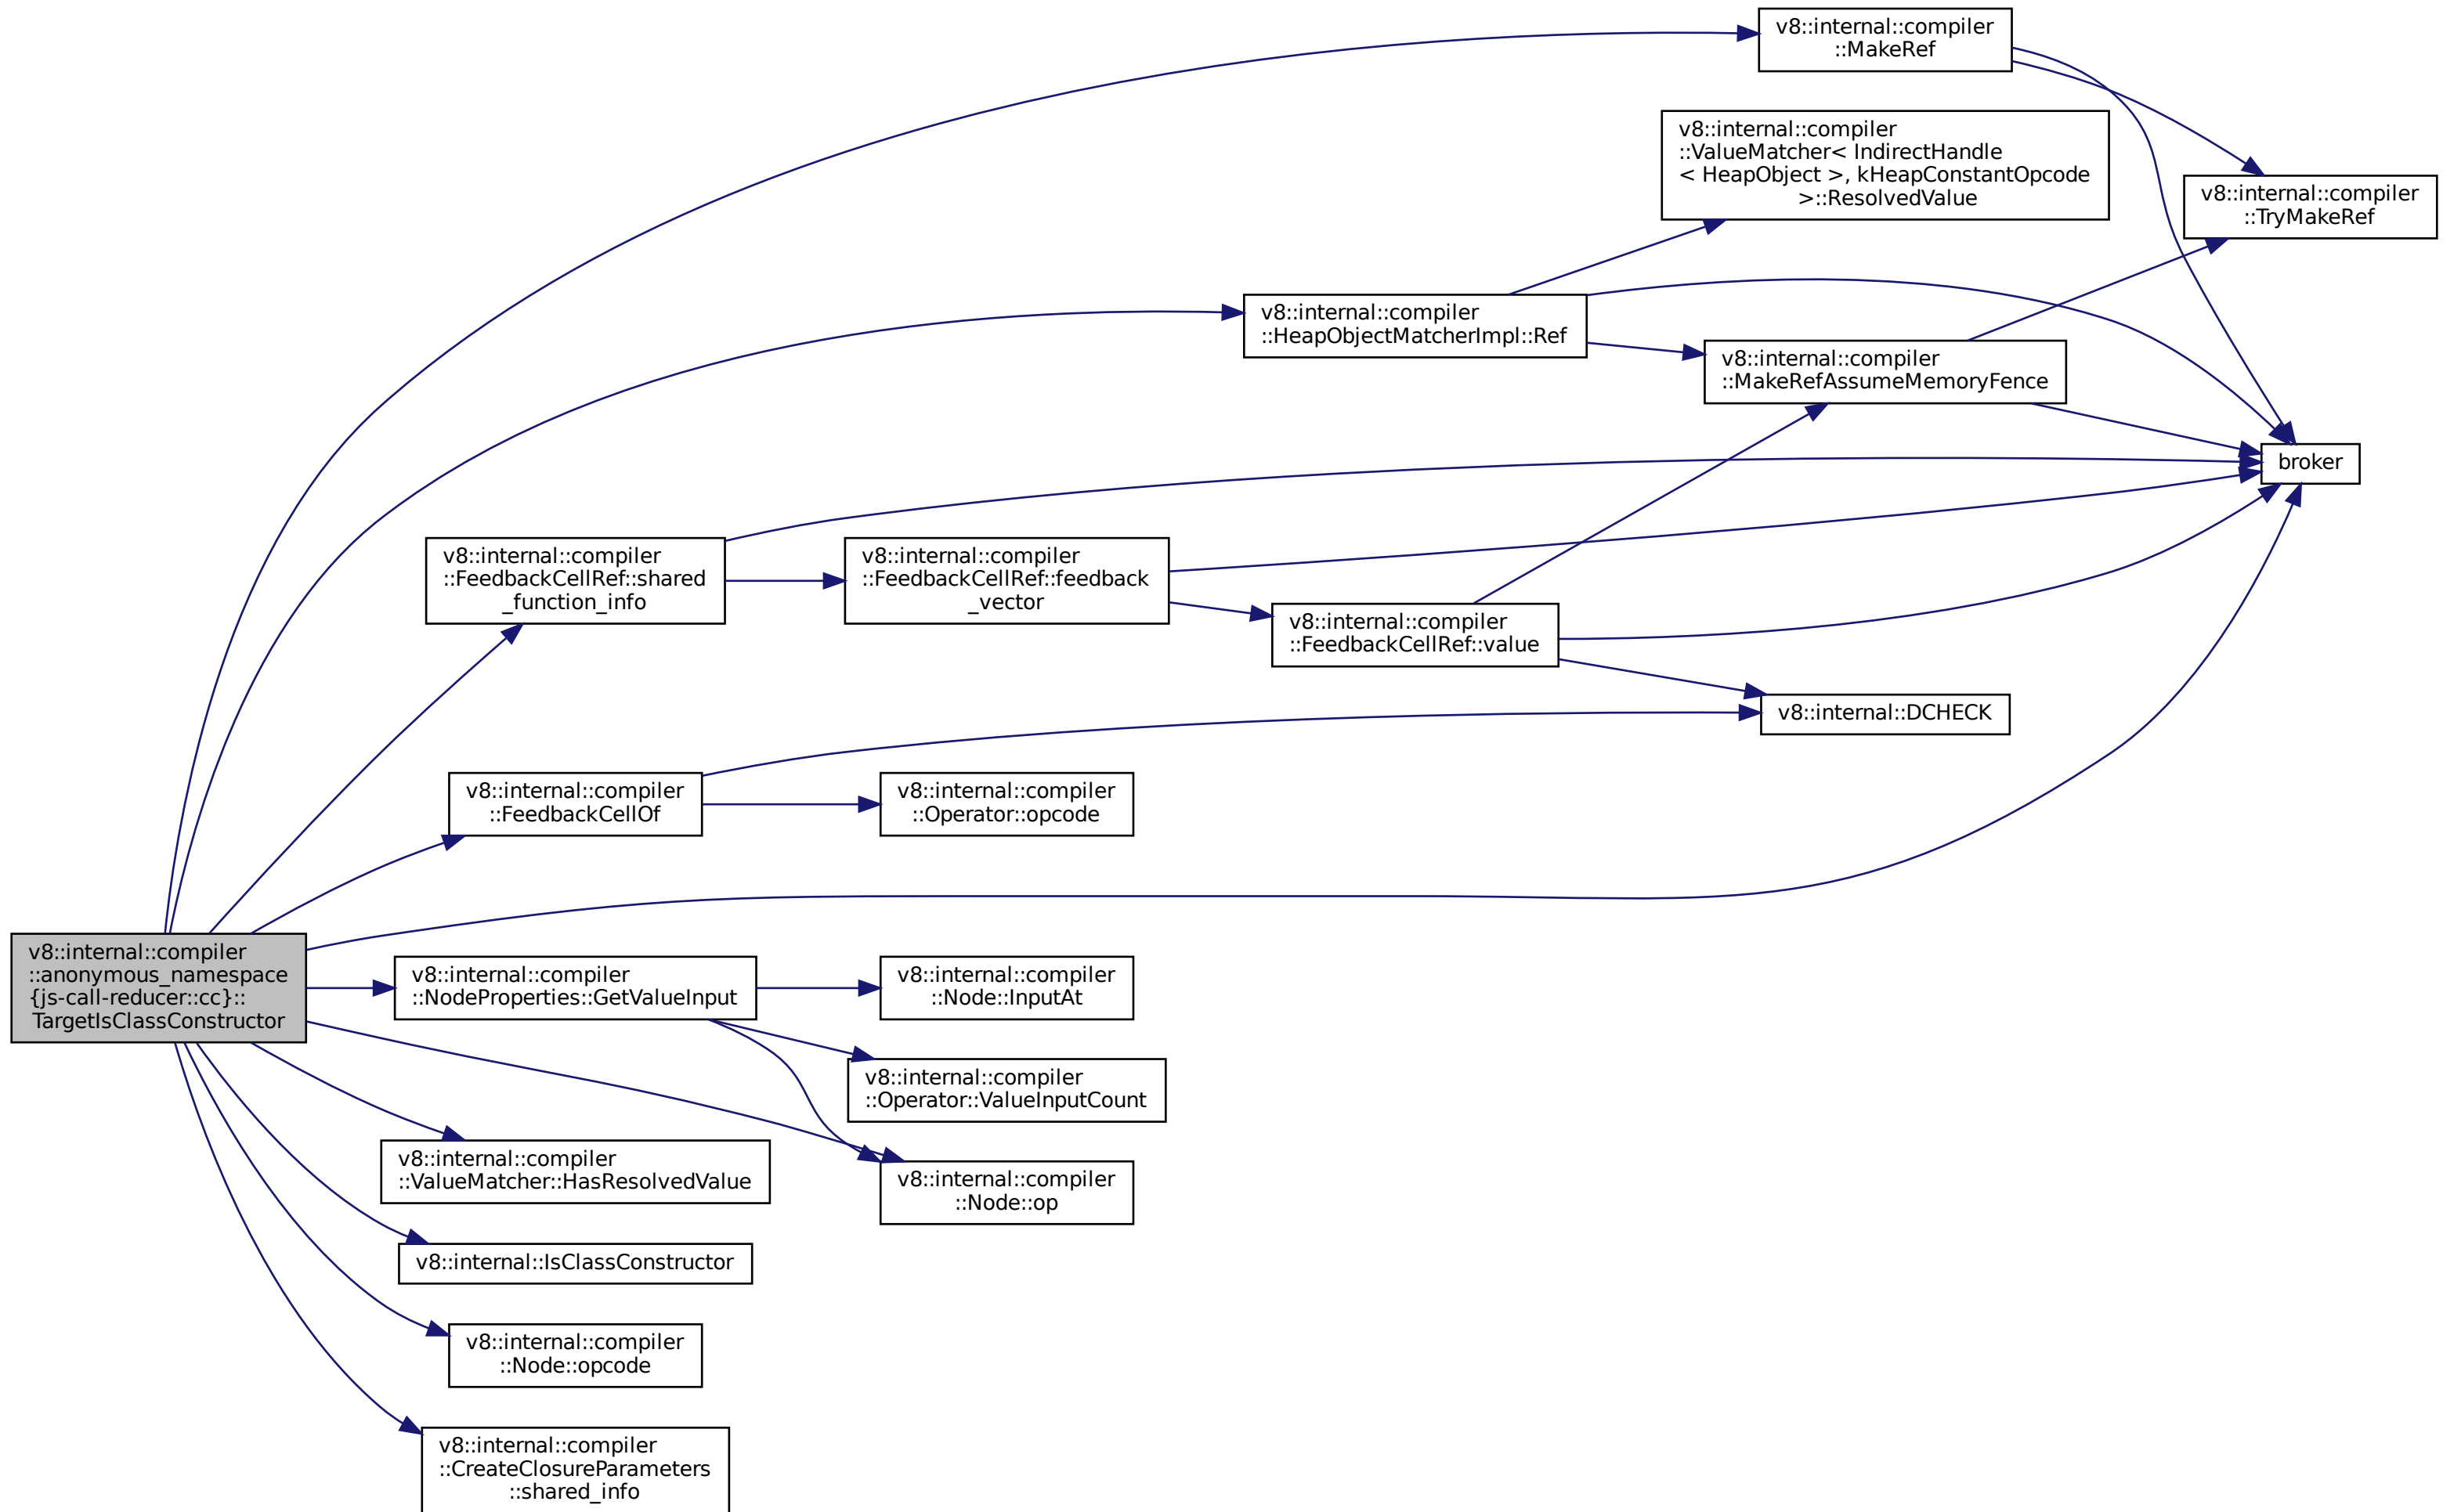 v8::internal::compiler
::MakeRef
v8::internal::compiler
::ValueMatcher< IndirectHandle
< HeapObject >, kHeapConstantOpcode
>::ResolvedValue
v8::internal::compiler
::TryMakeRef
v8::internal::compiler
::HeapObjectMatcherImpl::Ref
v8::internal::compiler
::MakeRefAssumeMemoryFence
broker
v8::internal::compiler
::FeedbackCellRef::shared
_function_info
v8::internal::compiler
::FeedbackCellRef::feedback
_vector
v8::internal::compiler
::FeedbackCellRef::value
v8::internal::DCHECK
v8::internal::compiler
::FeedbackCellOf
v8::internal::compiler
::Operator::opcode
v8::internal::compiler
::anonymous_namespace
{js-call-reducer::cc}::
TargetIsClassConstructor
v8::internal::compiler
::NodeProperties::GetValueInput
v8::internal::compiler
::Node::InputAt
v8::internal::compiler
::Operator::ValueInputCount
v8::internal::compiler
::ValueMatcher::HasResolvedValue
v8::internal::compiler
::Node::op
v8::internal::IsClassConstructor
v8::internal::compiler
::Node::opcode
v8::internal::compiler
::CreateClosureParameters
::shared_info